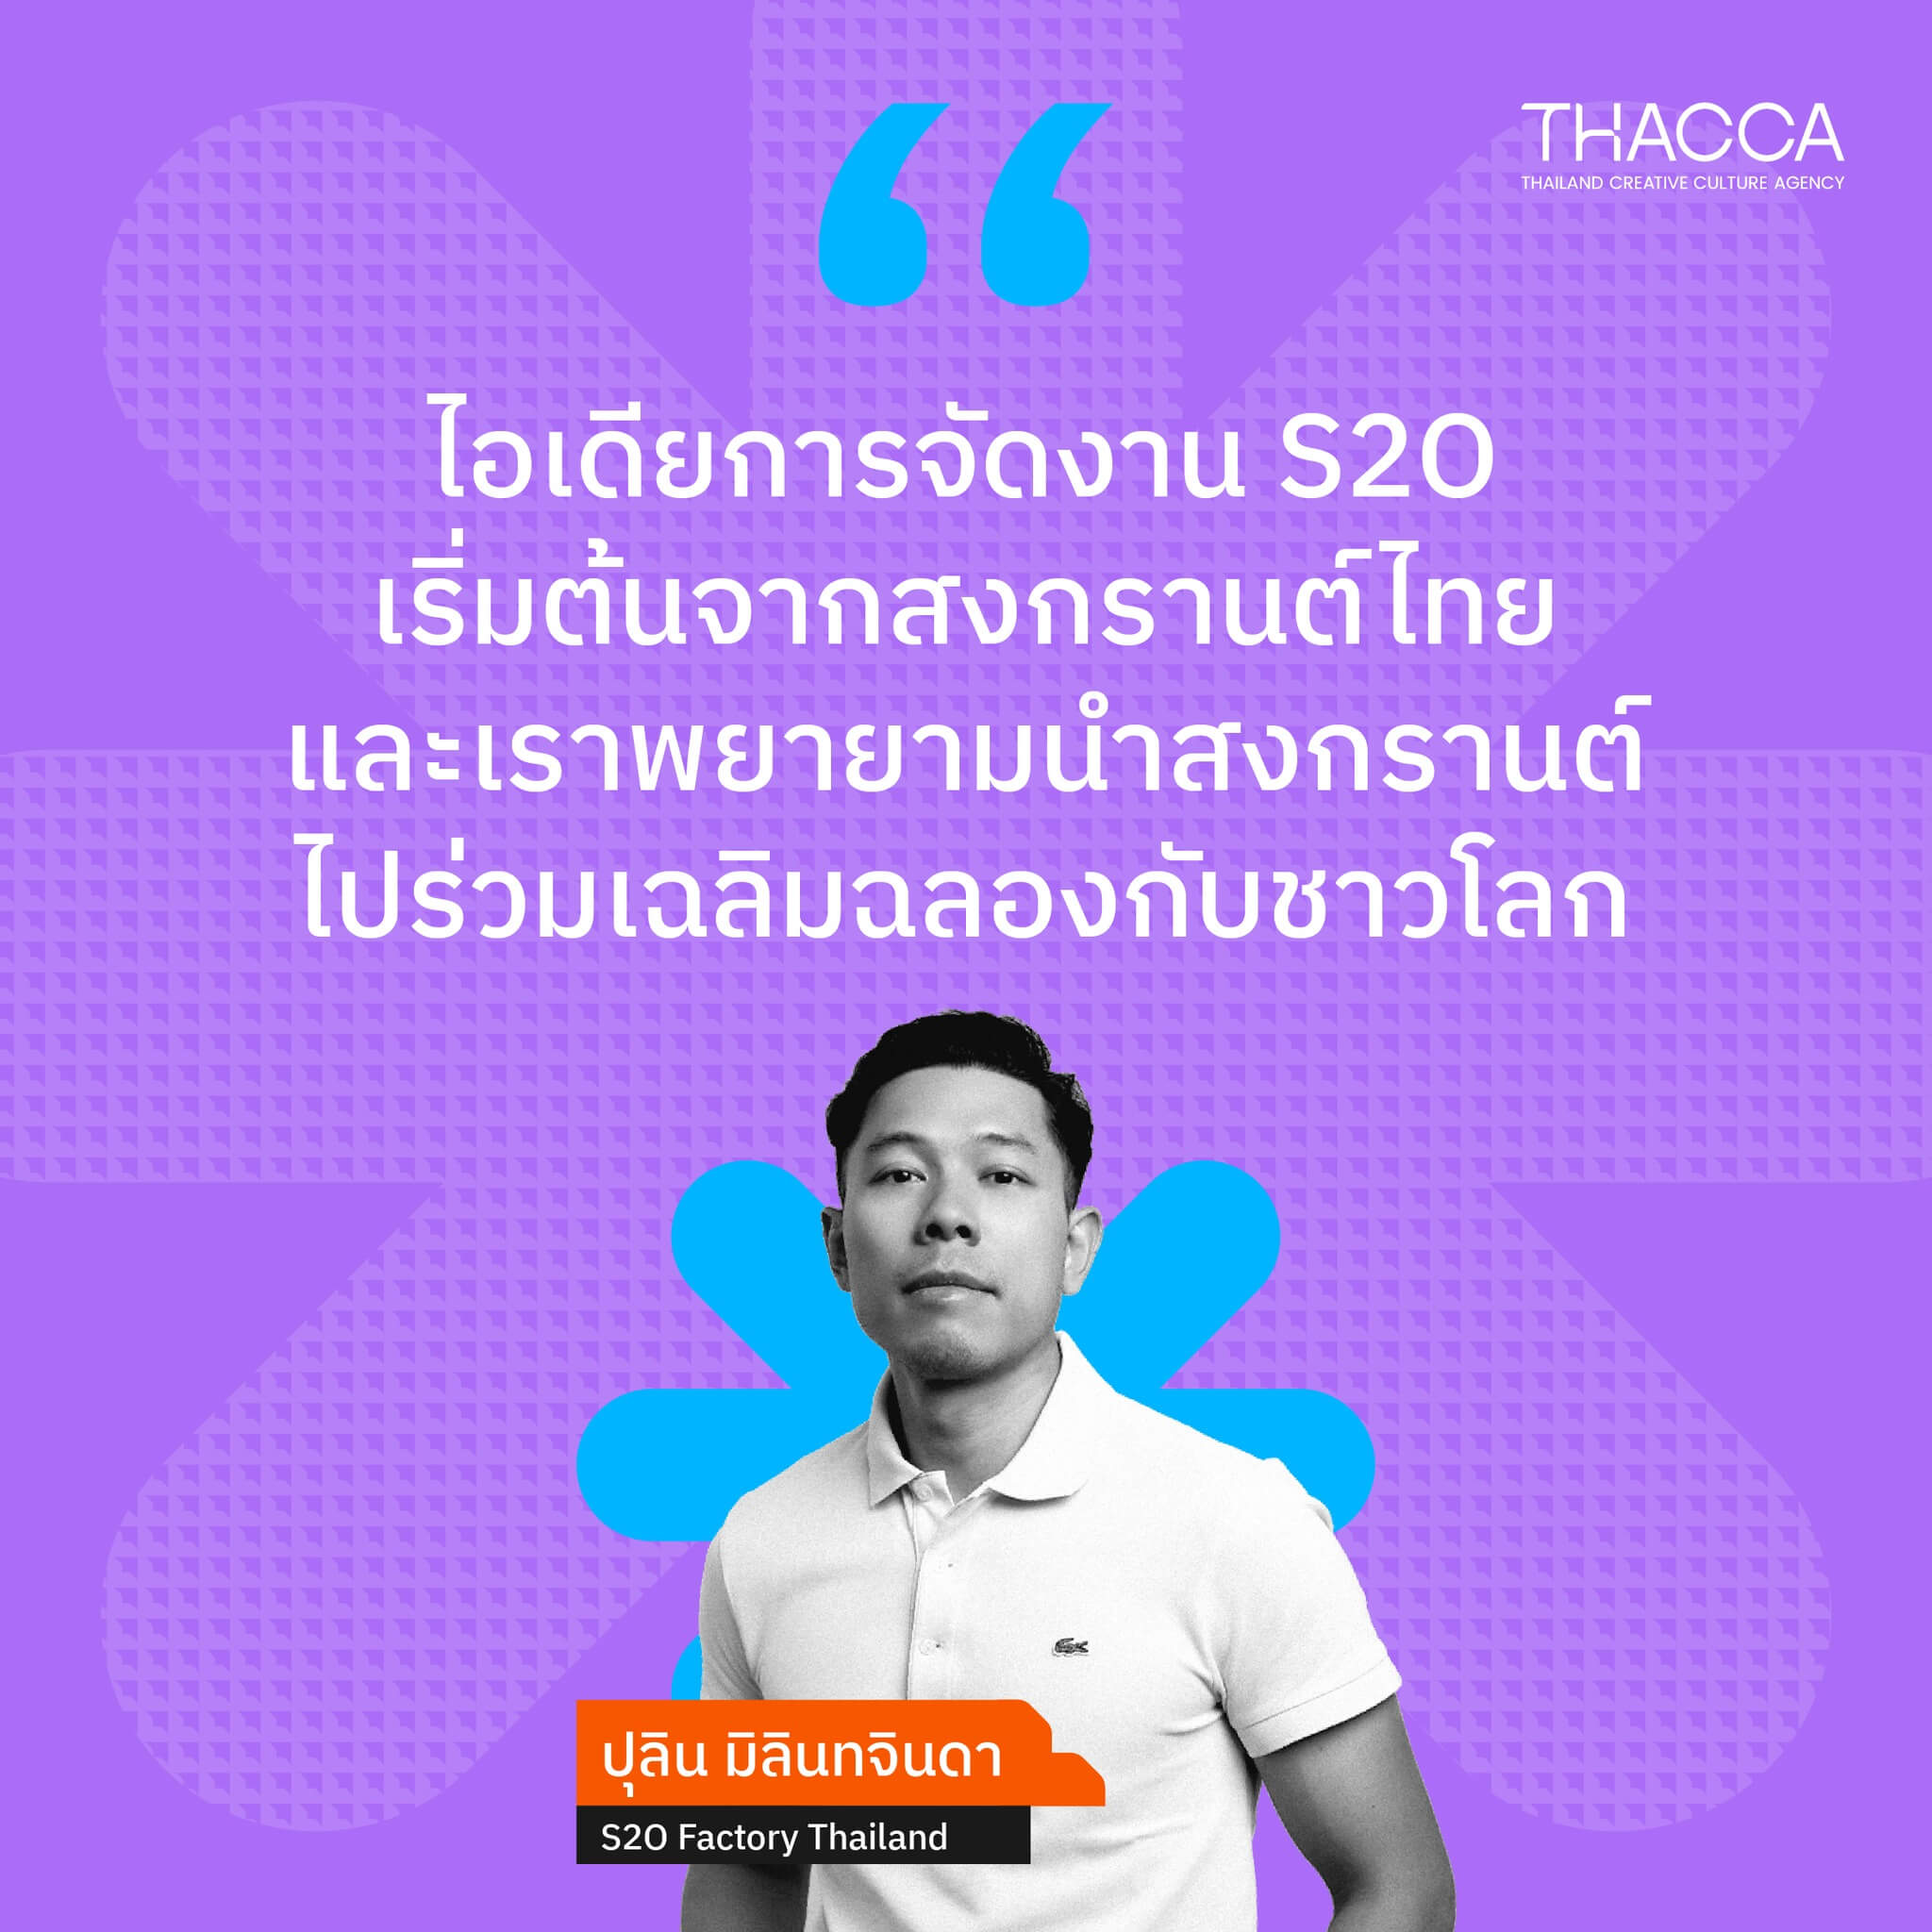 THACCA
THAILAND CREATIVE CULTURE AGENCY
“
ไอเดียการจัดงาน S2O
เริ่มต้นจากสงกรานต์ไทย
และเราพยายามนำสงกรานต์
ไปร่วมเฉลิมฉลองกับชาวโลก
ปุลิน มิลินทจินดา
S2O Factory Thailand